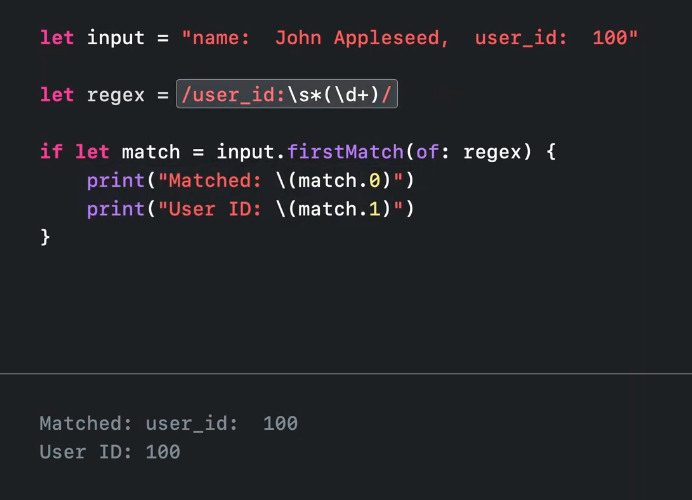 let input = "name:  John Appleseed,  user_id:  100"
let regex = /user_id:\s*(\d+)/
if let match = input.firstMatch(of: regex) {
    print("Matched: \(match.0)")
    print("User ID: \(match.1)")
}
Matched: user_id:  100
User ID: 100